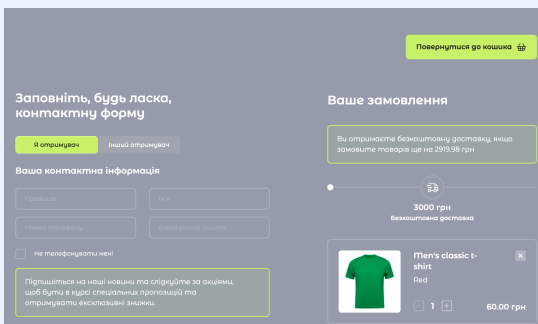 Повернутися до кошика
Заповніть, будь ласка,
контактну форму
Я отримувач
Інший отримувач
Ваша контактна інформація
Прізвище
Імя
Номер телефону
Електронна пошта
Не телефонувати мені
Підпишіться на наші новини та слідкуйте за акціями,
щоб бути в курсі спеціальних пропозицій та
отримувати ексклюзивні знижки.
Ваше замовлення
Ви отримаєте безкоштовну доставку, якщо
замовите товарів ще на 2919.98 грн
3000 грн
Безкоштовна доставка
Men's classic t-
shirt
Red
1
60.00 грн